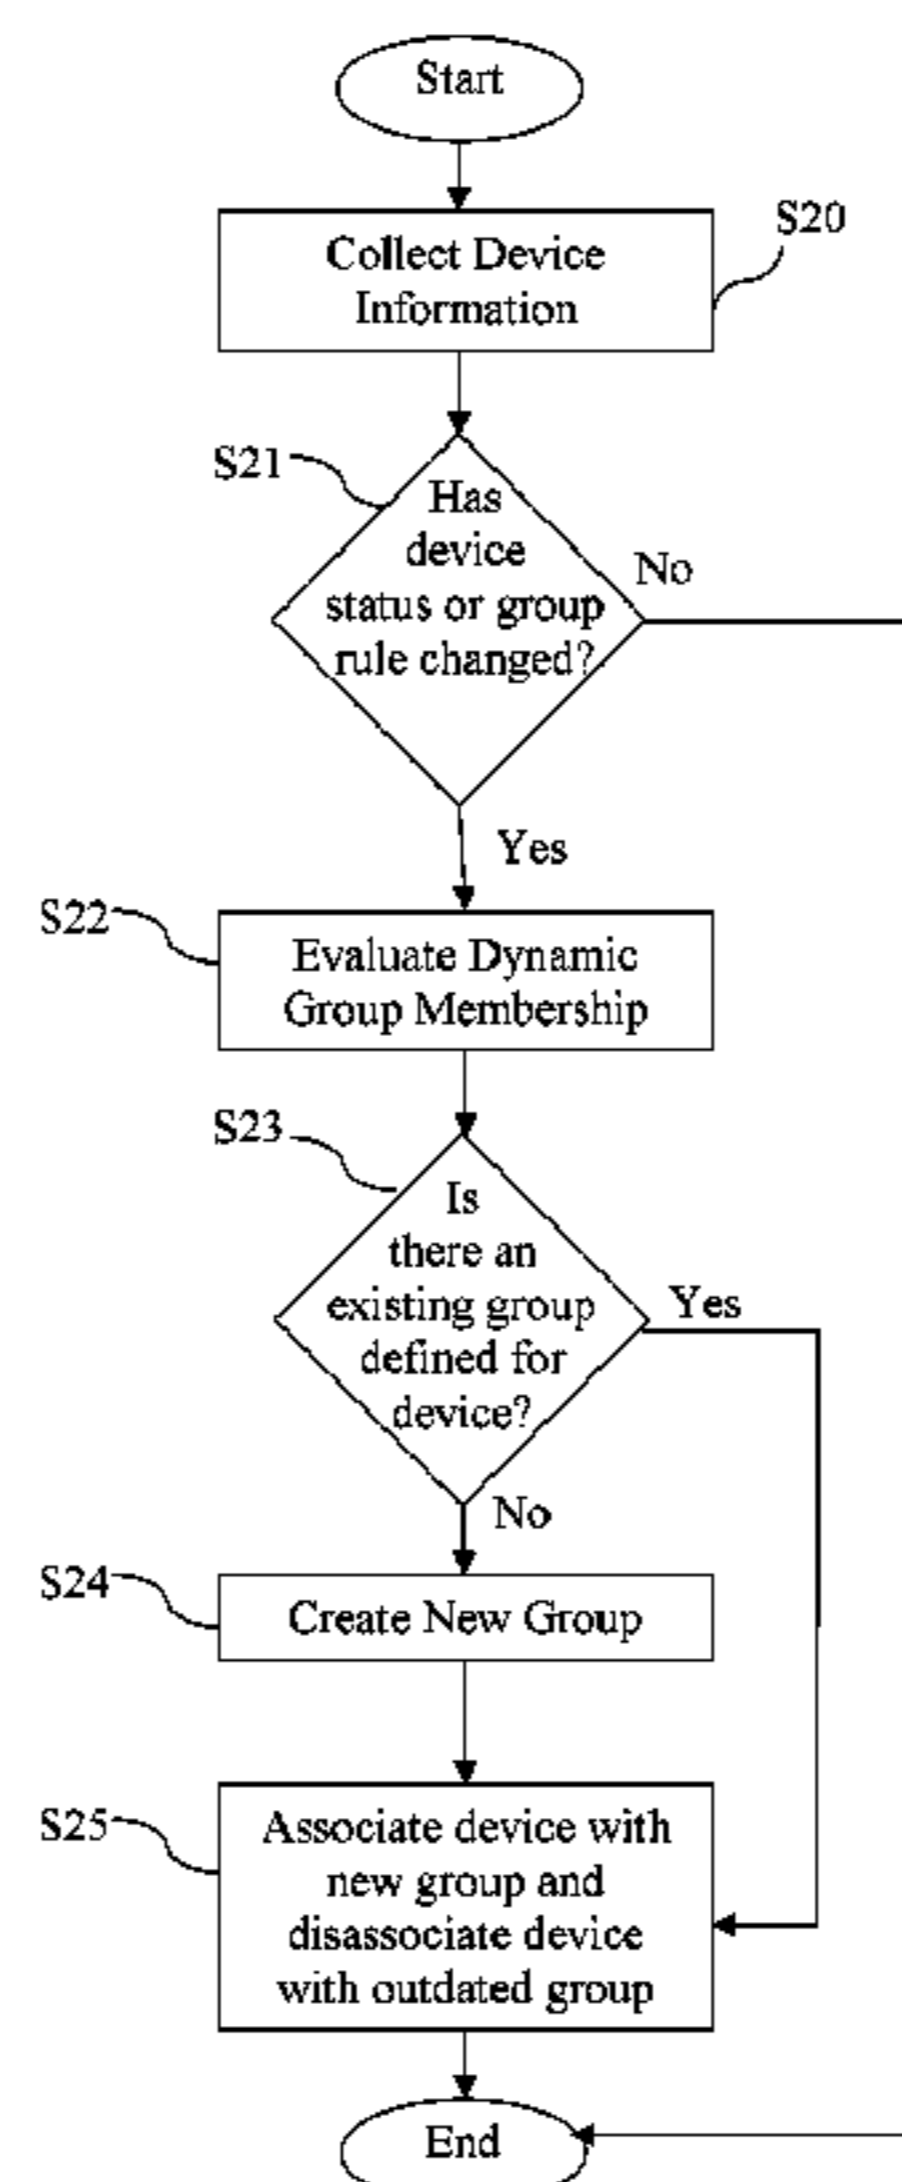 Start
S20
Collect Device
Information
S21
Has
device
status or group
rule changed?
No
Yes
S22
Evaluate Dynamic
Group Membership
S23
Is
there an
existing group
defined for
device?
Yes
No
S24
Create New Group
S25
Associate device with
new group and
disassociate device
with outdated group
End